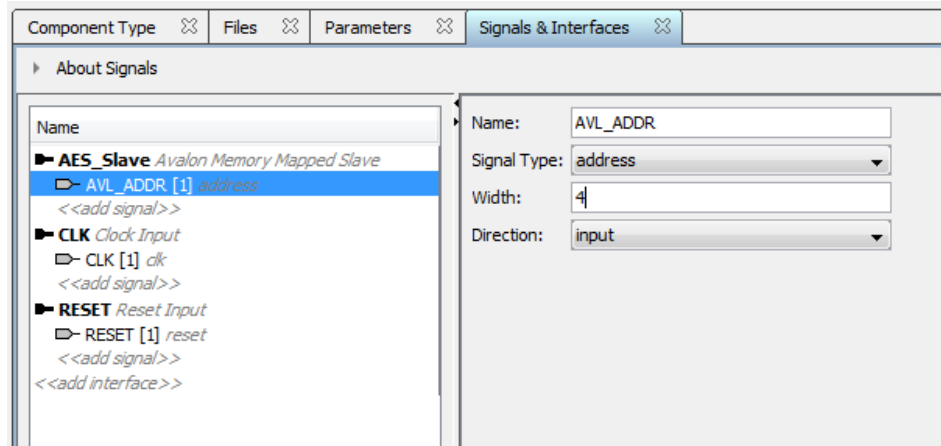 Component Type Files Parameters Signals & Interfaces
About Signals
Name
AES_Slave Avalon Memory Mapped Slave
AVL_ADDR [1] address
<<add signal>>
CLK Clock Input
CLK [1] clk
<<add signal>>
RESET Reset Input
RESET [1] reset
<<add signal>>
<<add interface>>
Name: AVL_ADDR
Signal Type: address
Width: 4
Direction: input